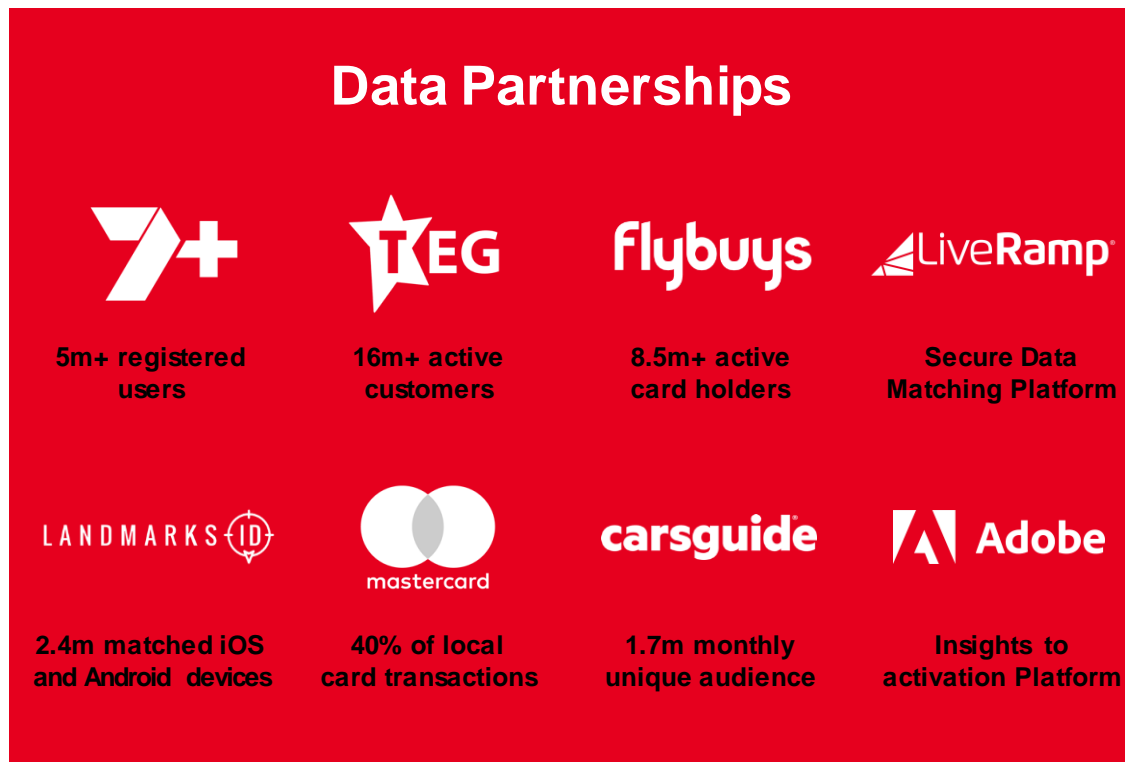 Data Partnerships
7+
TEG
flybuys
LiveRamp®
5m+ registered
users
16m+ active
customers
8.5m+ active
card holders
Secure Data
Matching Platform
LANDMARKS ID
mastercard
carsguide®
Adobe
2.4m matched iOS
and Android devices
40% of local
card transactions
1.7m monthly
unique audience
Insights to
activation Platform